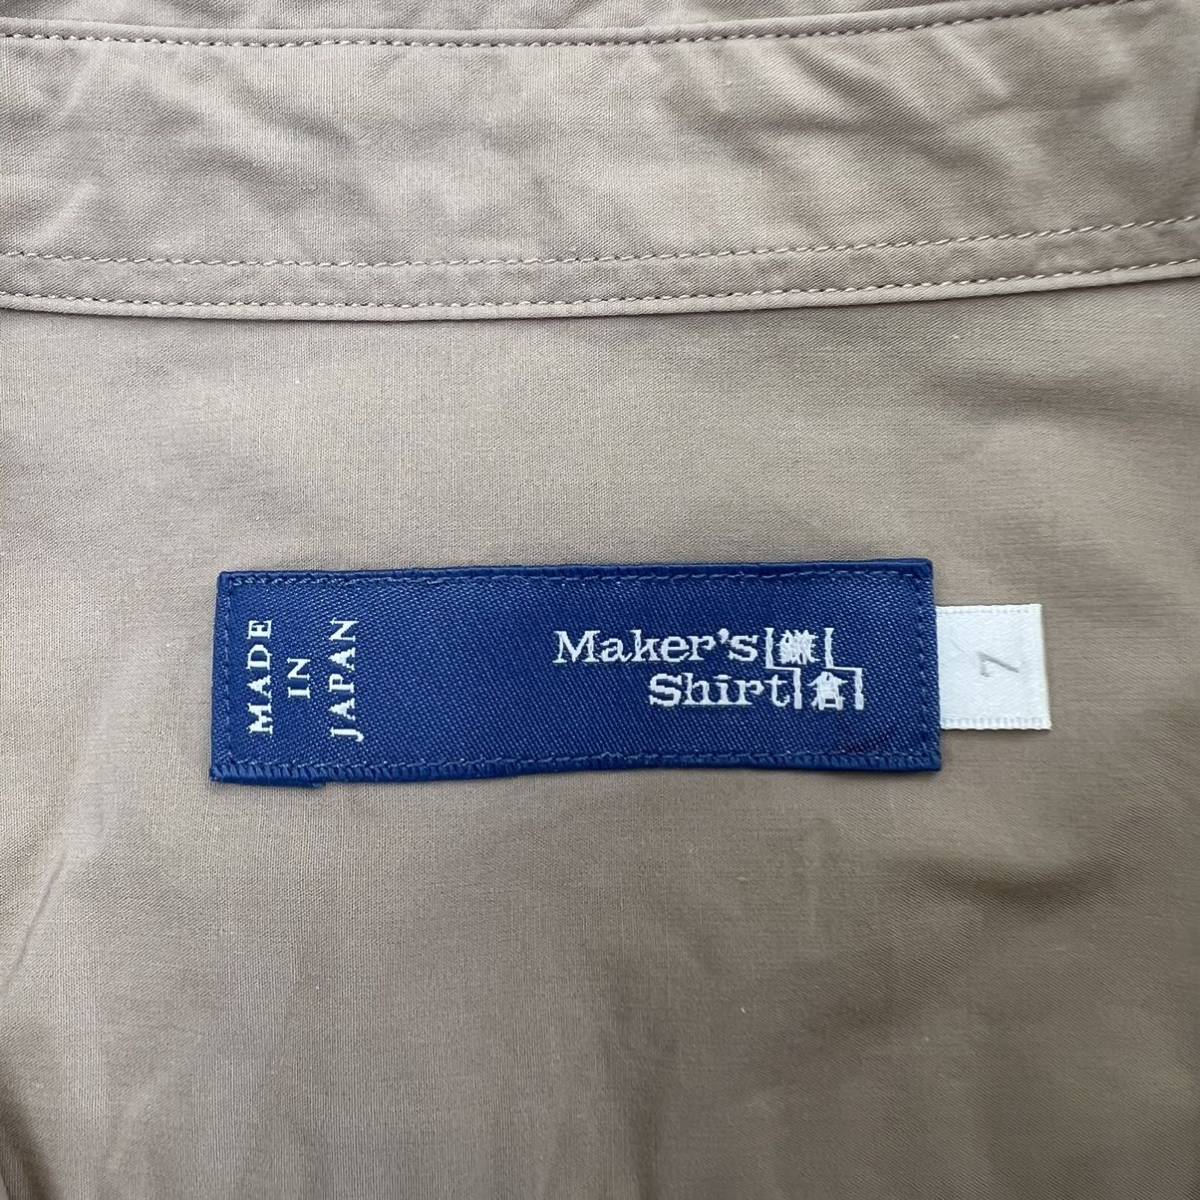 MADE
IN
JAPAN
Maker's 鎌
Shirt 倉
7